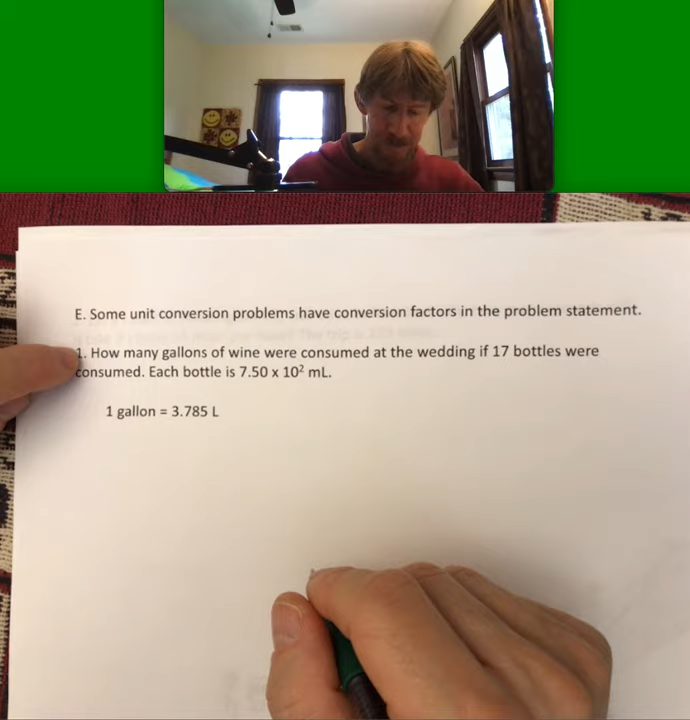 E. Some unit conversion problems have conversion factors in the problem statement.
1. How many gallons of wine were consumed at the wedding if 17 bottles were
consumed. Each bottle is 7.50 x 10² mL.
1 gallon = 3.785 L